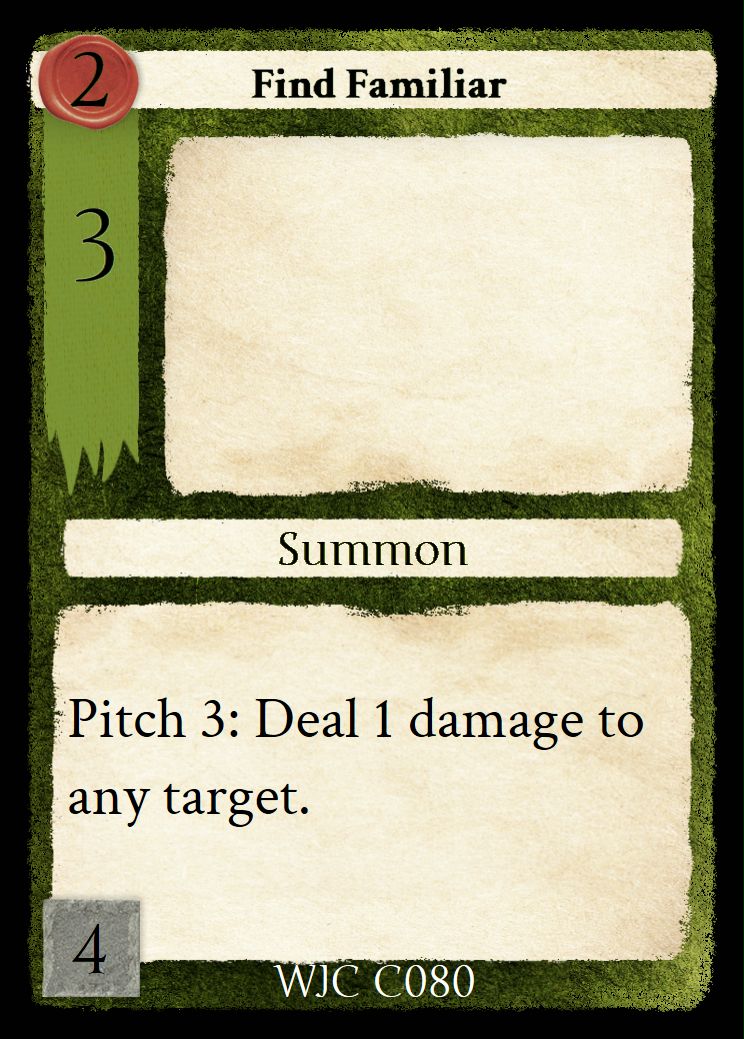 2
Find Familiar
3
Summon
Pitch 3: Deal 1 damage to
any target.
4
WJC C080